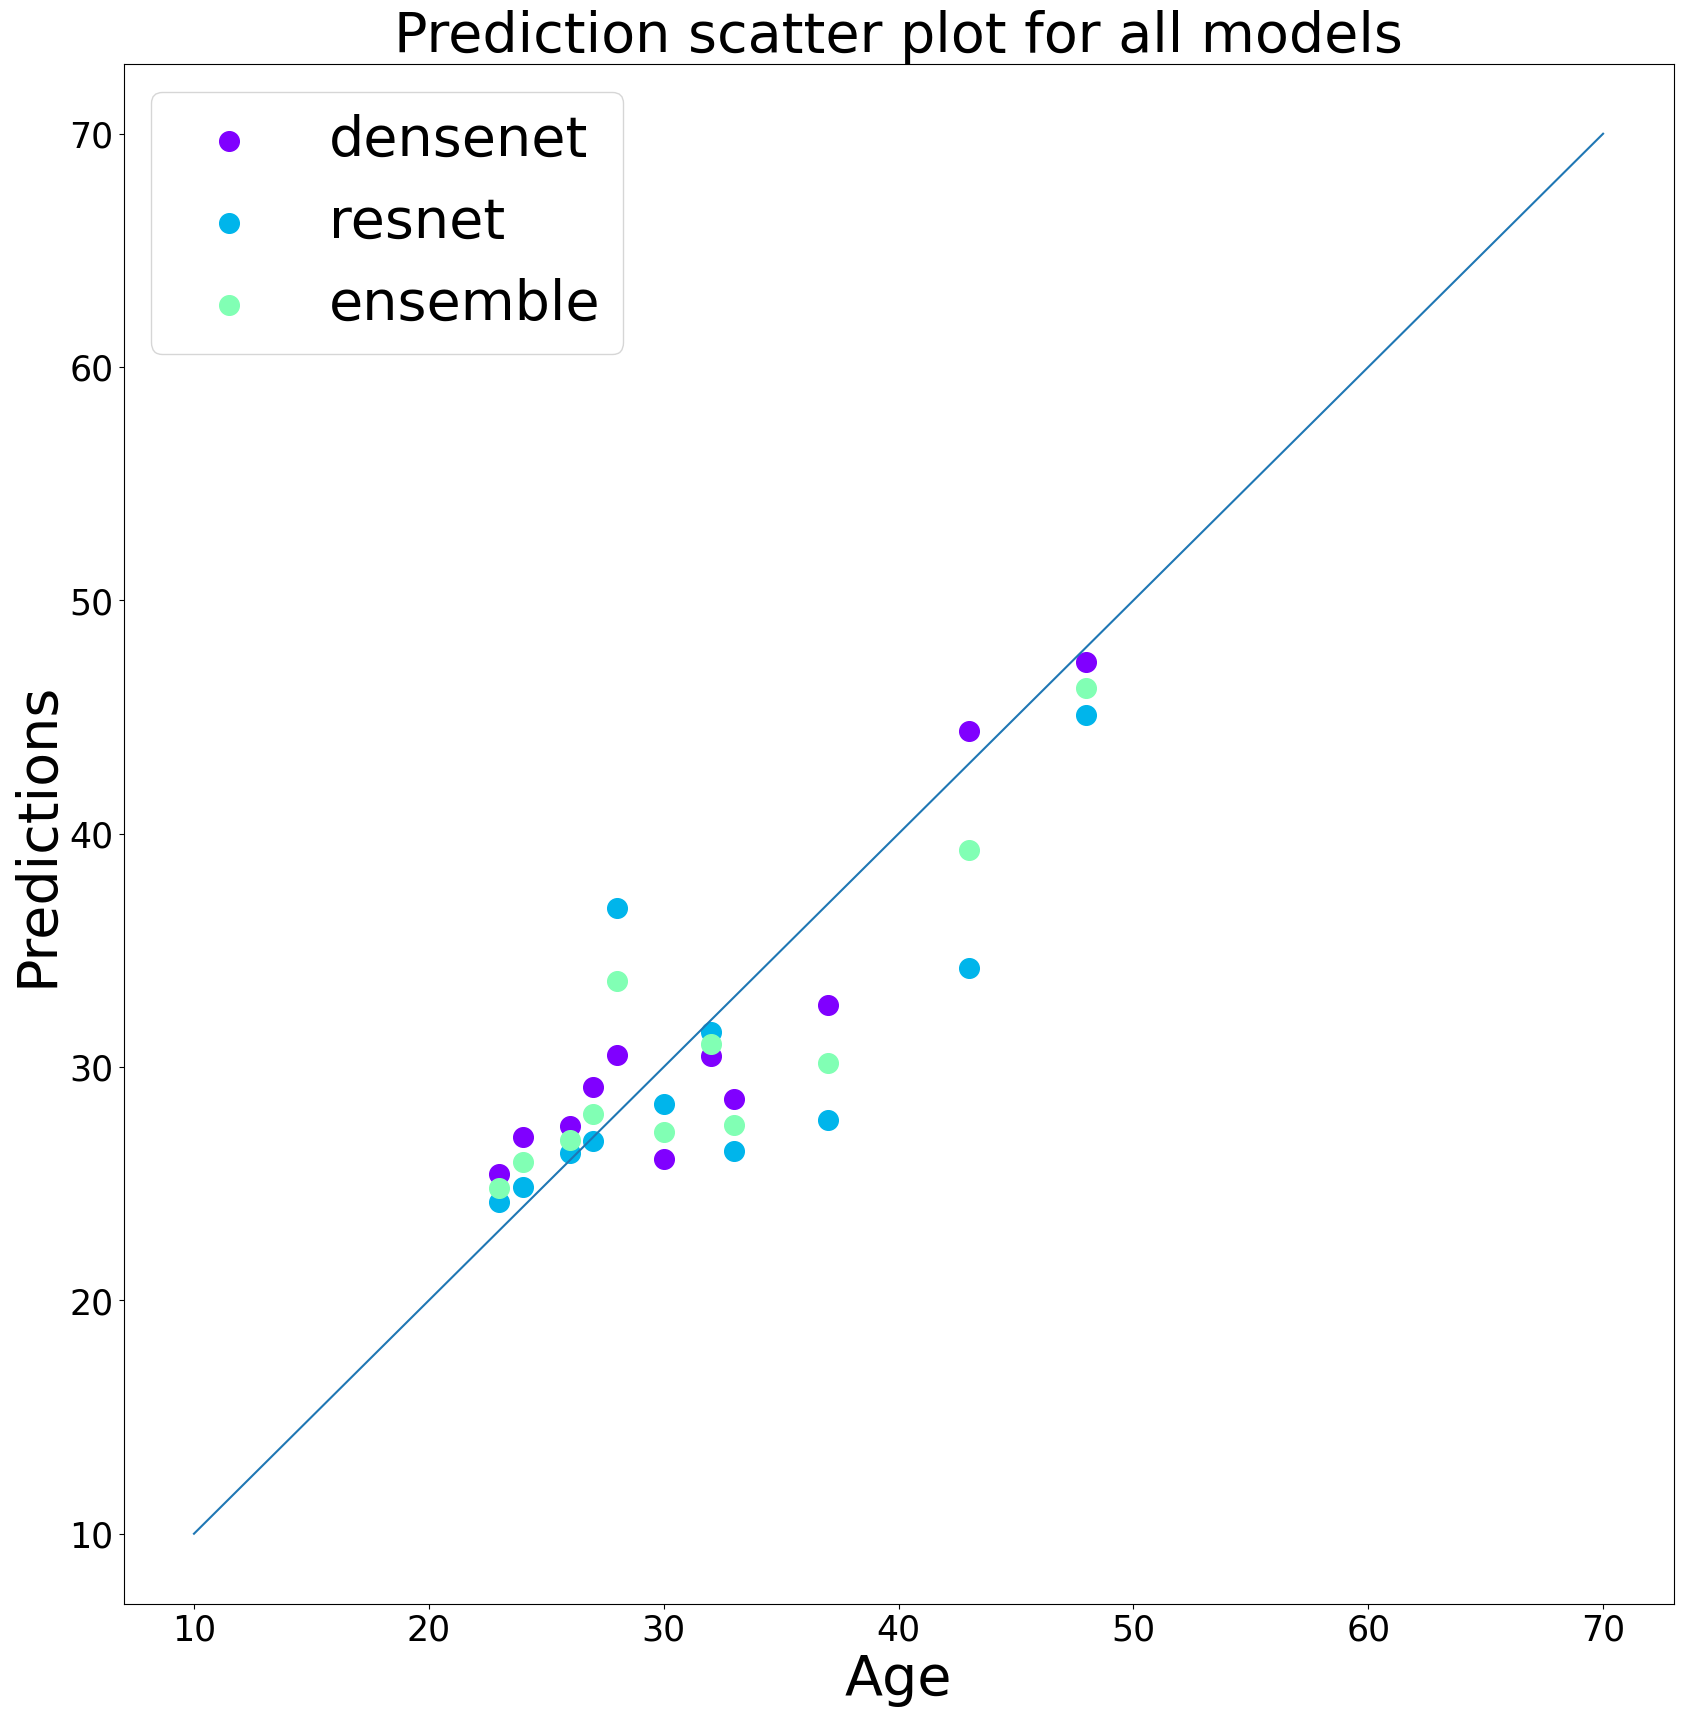 Prediction scatter plot for all models
densenet
resnet
ensemble
70
60
50
40
30
20
10
Predictions
10 20 30 40 50 60 70
Age